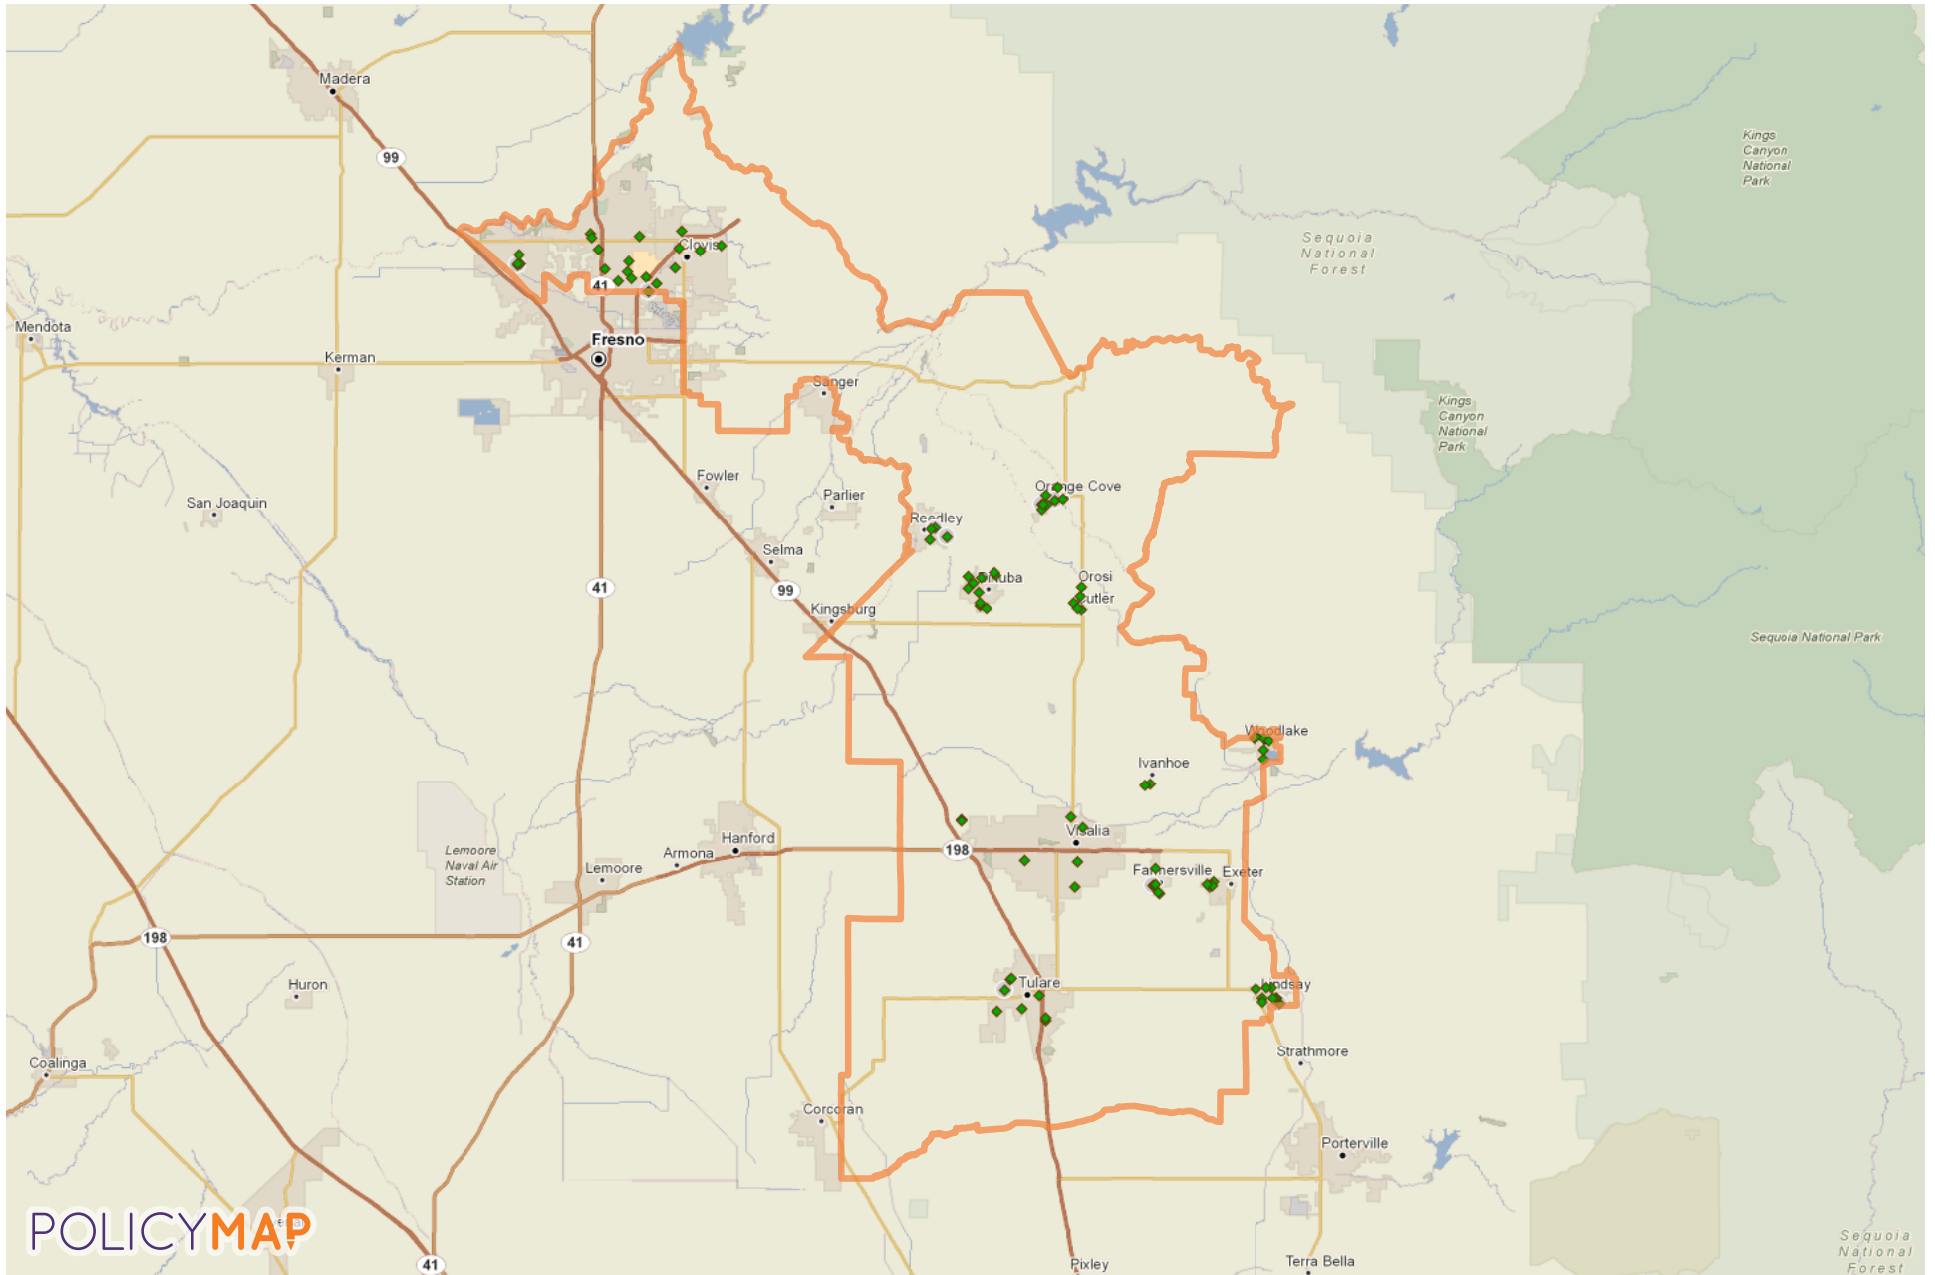 Madera
99
Kings
Canyon
National
Park
Sequoia
National
Forest
Clovis
41
Mendota
Fresno
Kerman
Sanger
Kings
Canyon
National
Park
Fowler
Orange Cove
San Joaquin
Parlier
Reedley
Selma
41
99
Dinuba
Orosi
Cutler
Kingsburg
Sequoia National Park
Woodlake
Ivanhoe
Hanford
Visalia
Lemoore
Naval Air
Station
Armona
198
Lemoore
Farmersville
Exeter
198
41
Huron
Tulare
Lindsay
Coalinga
Strathmore
Corcoran
Porterville
POLICYMAP
41
Pixley
Terra Bella
Sequoia
National
Forest